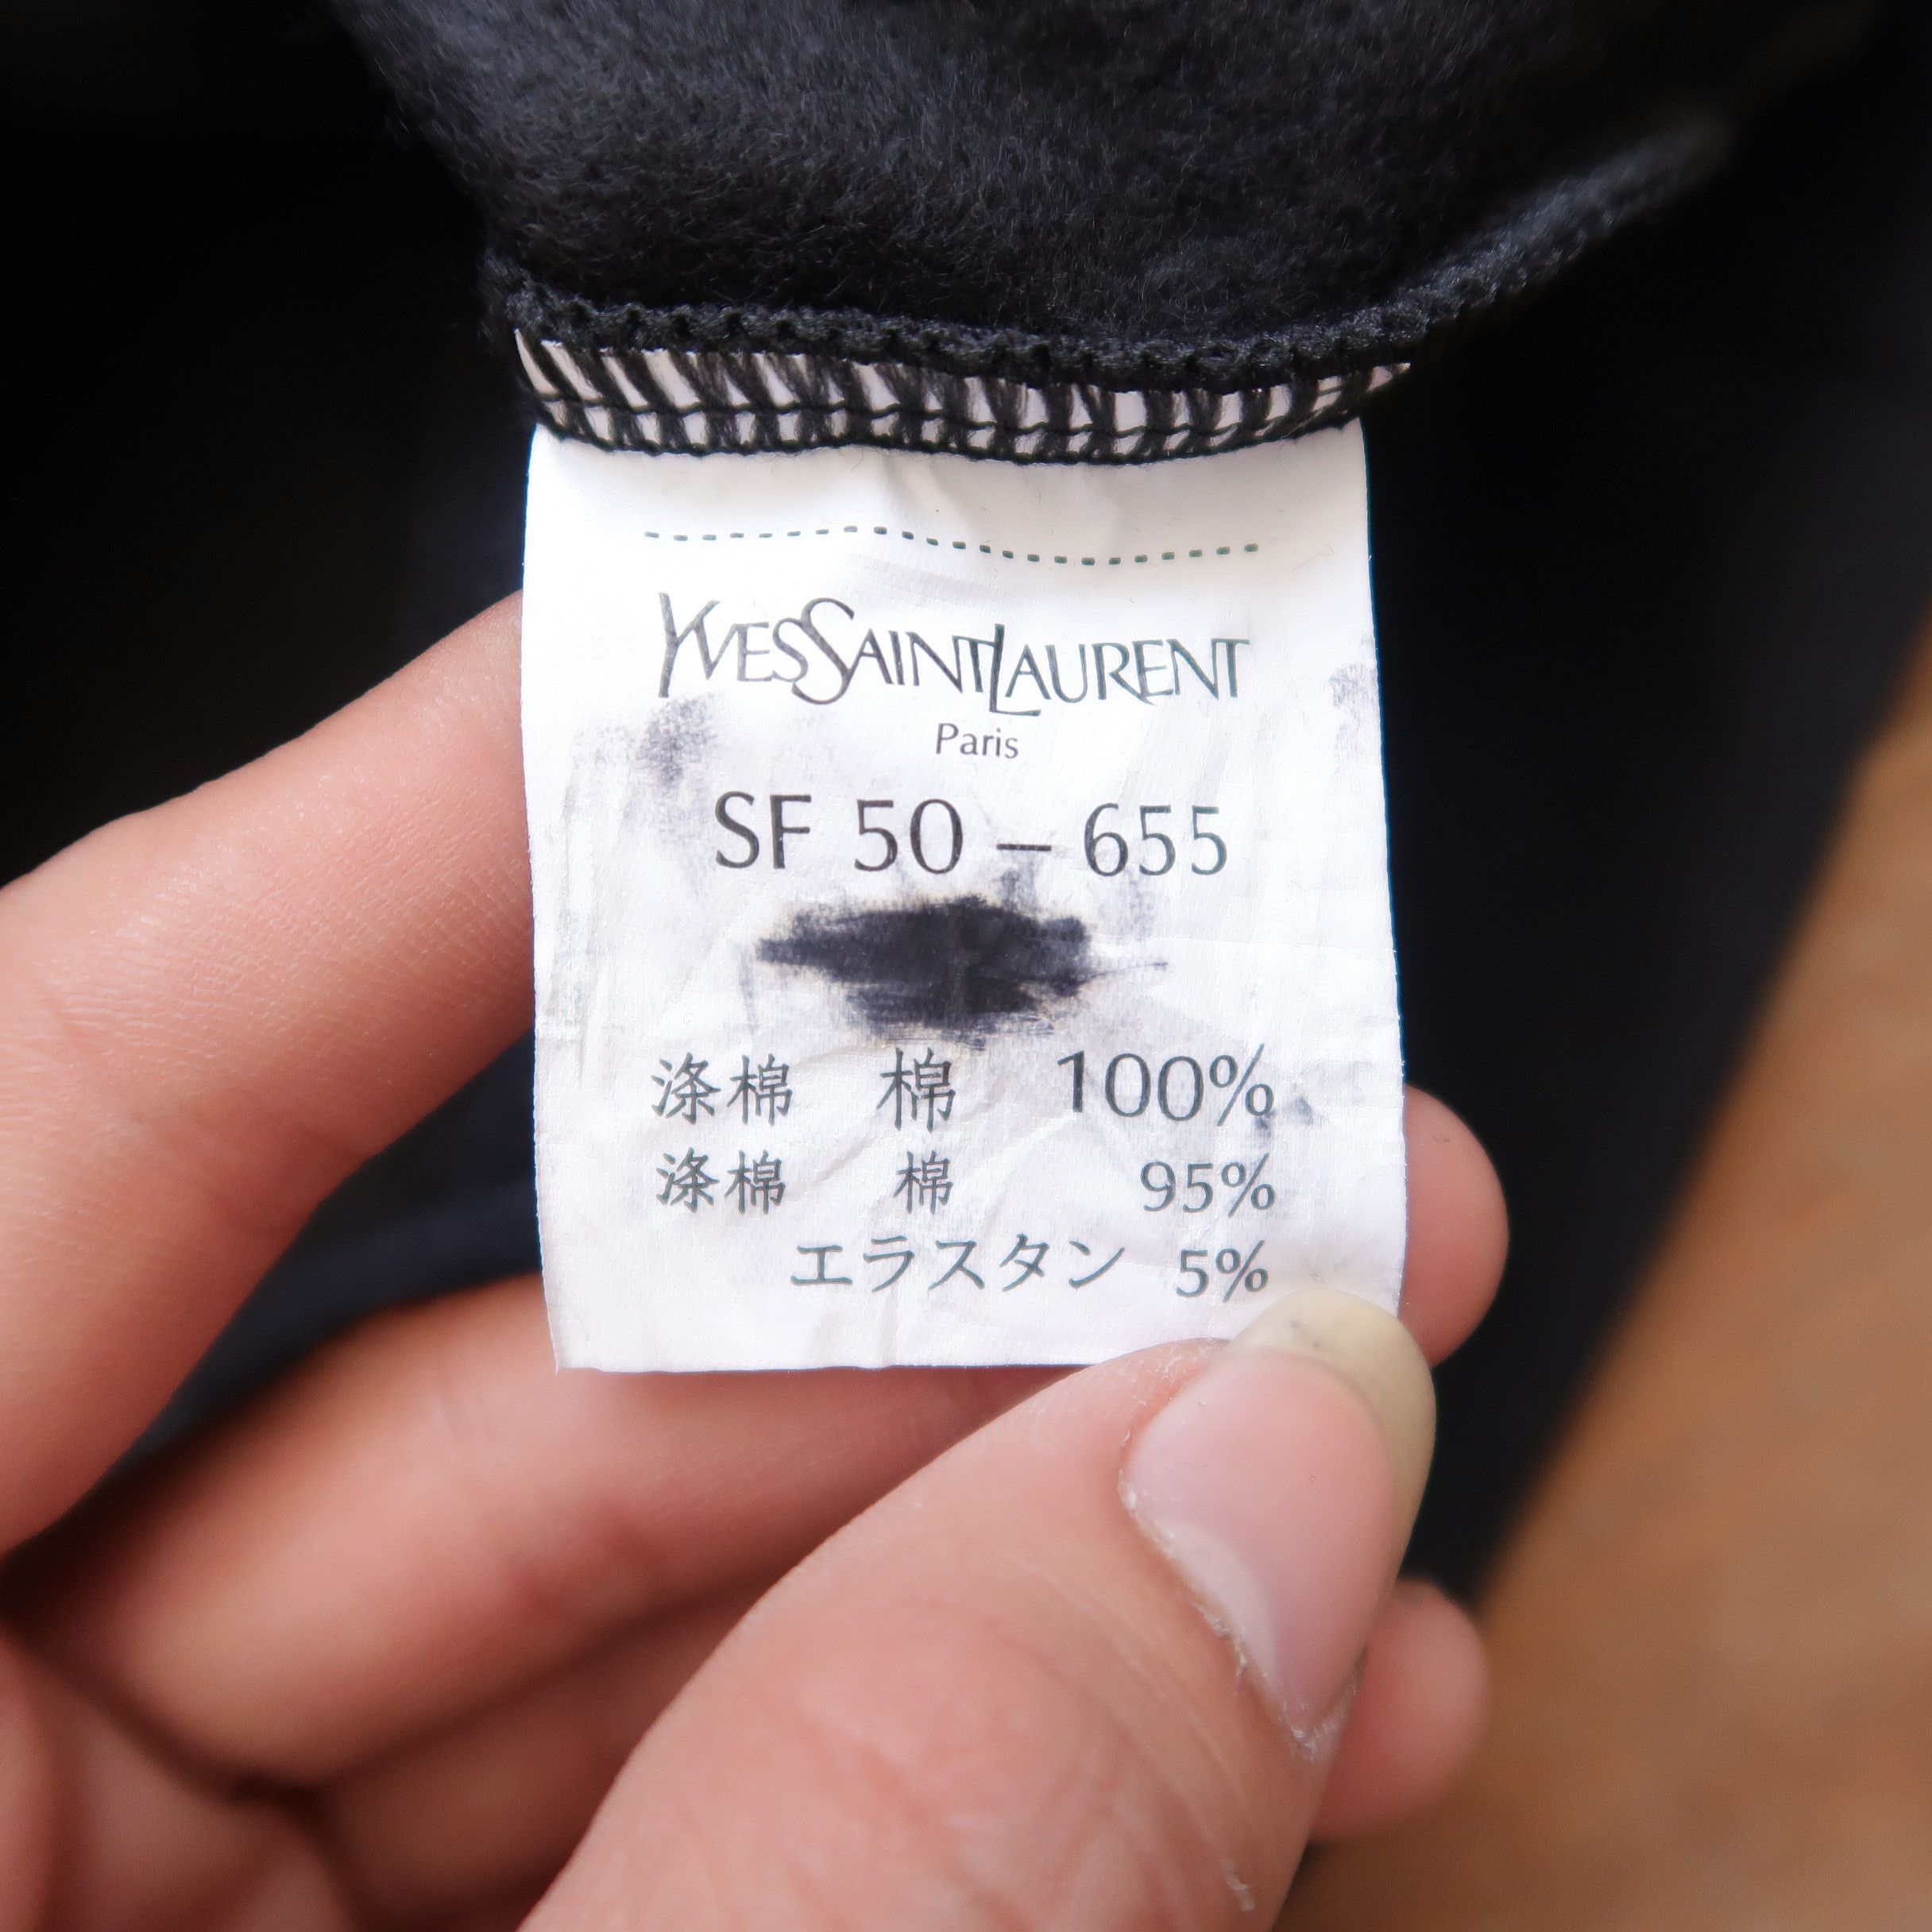 YVESSAINTLAURENT
Paris
SF 50 – 655
涤棉 棉 100%
涤棉 棉 95%
エラスタン 5%